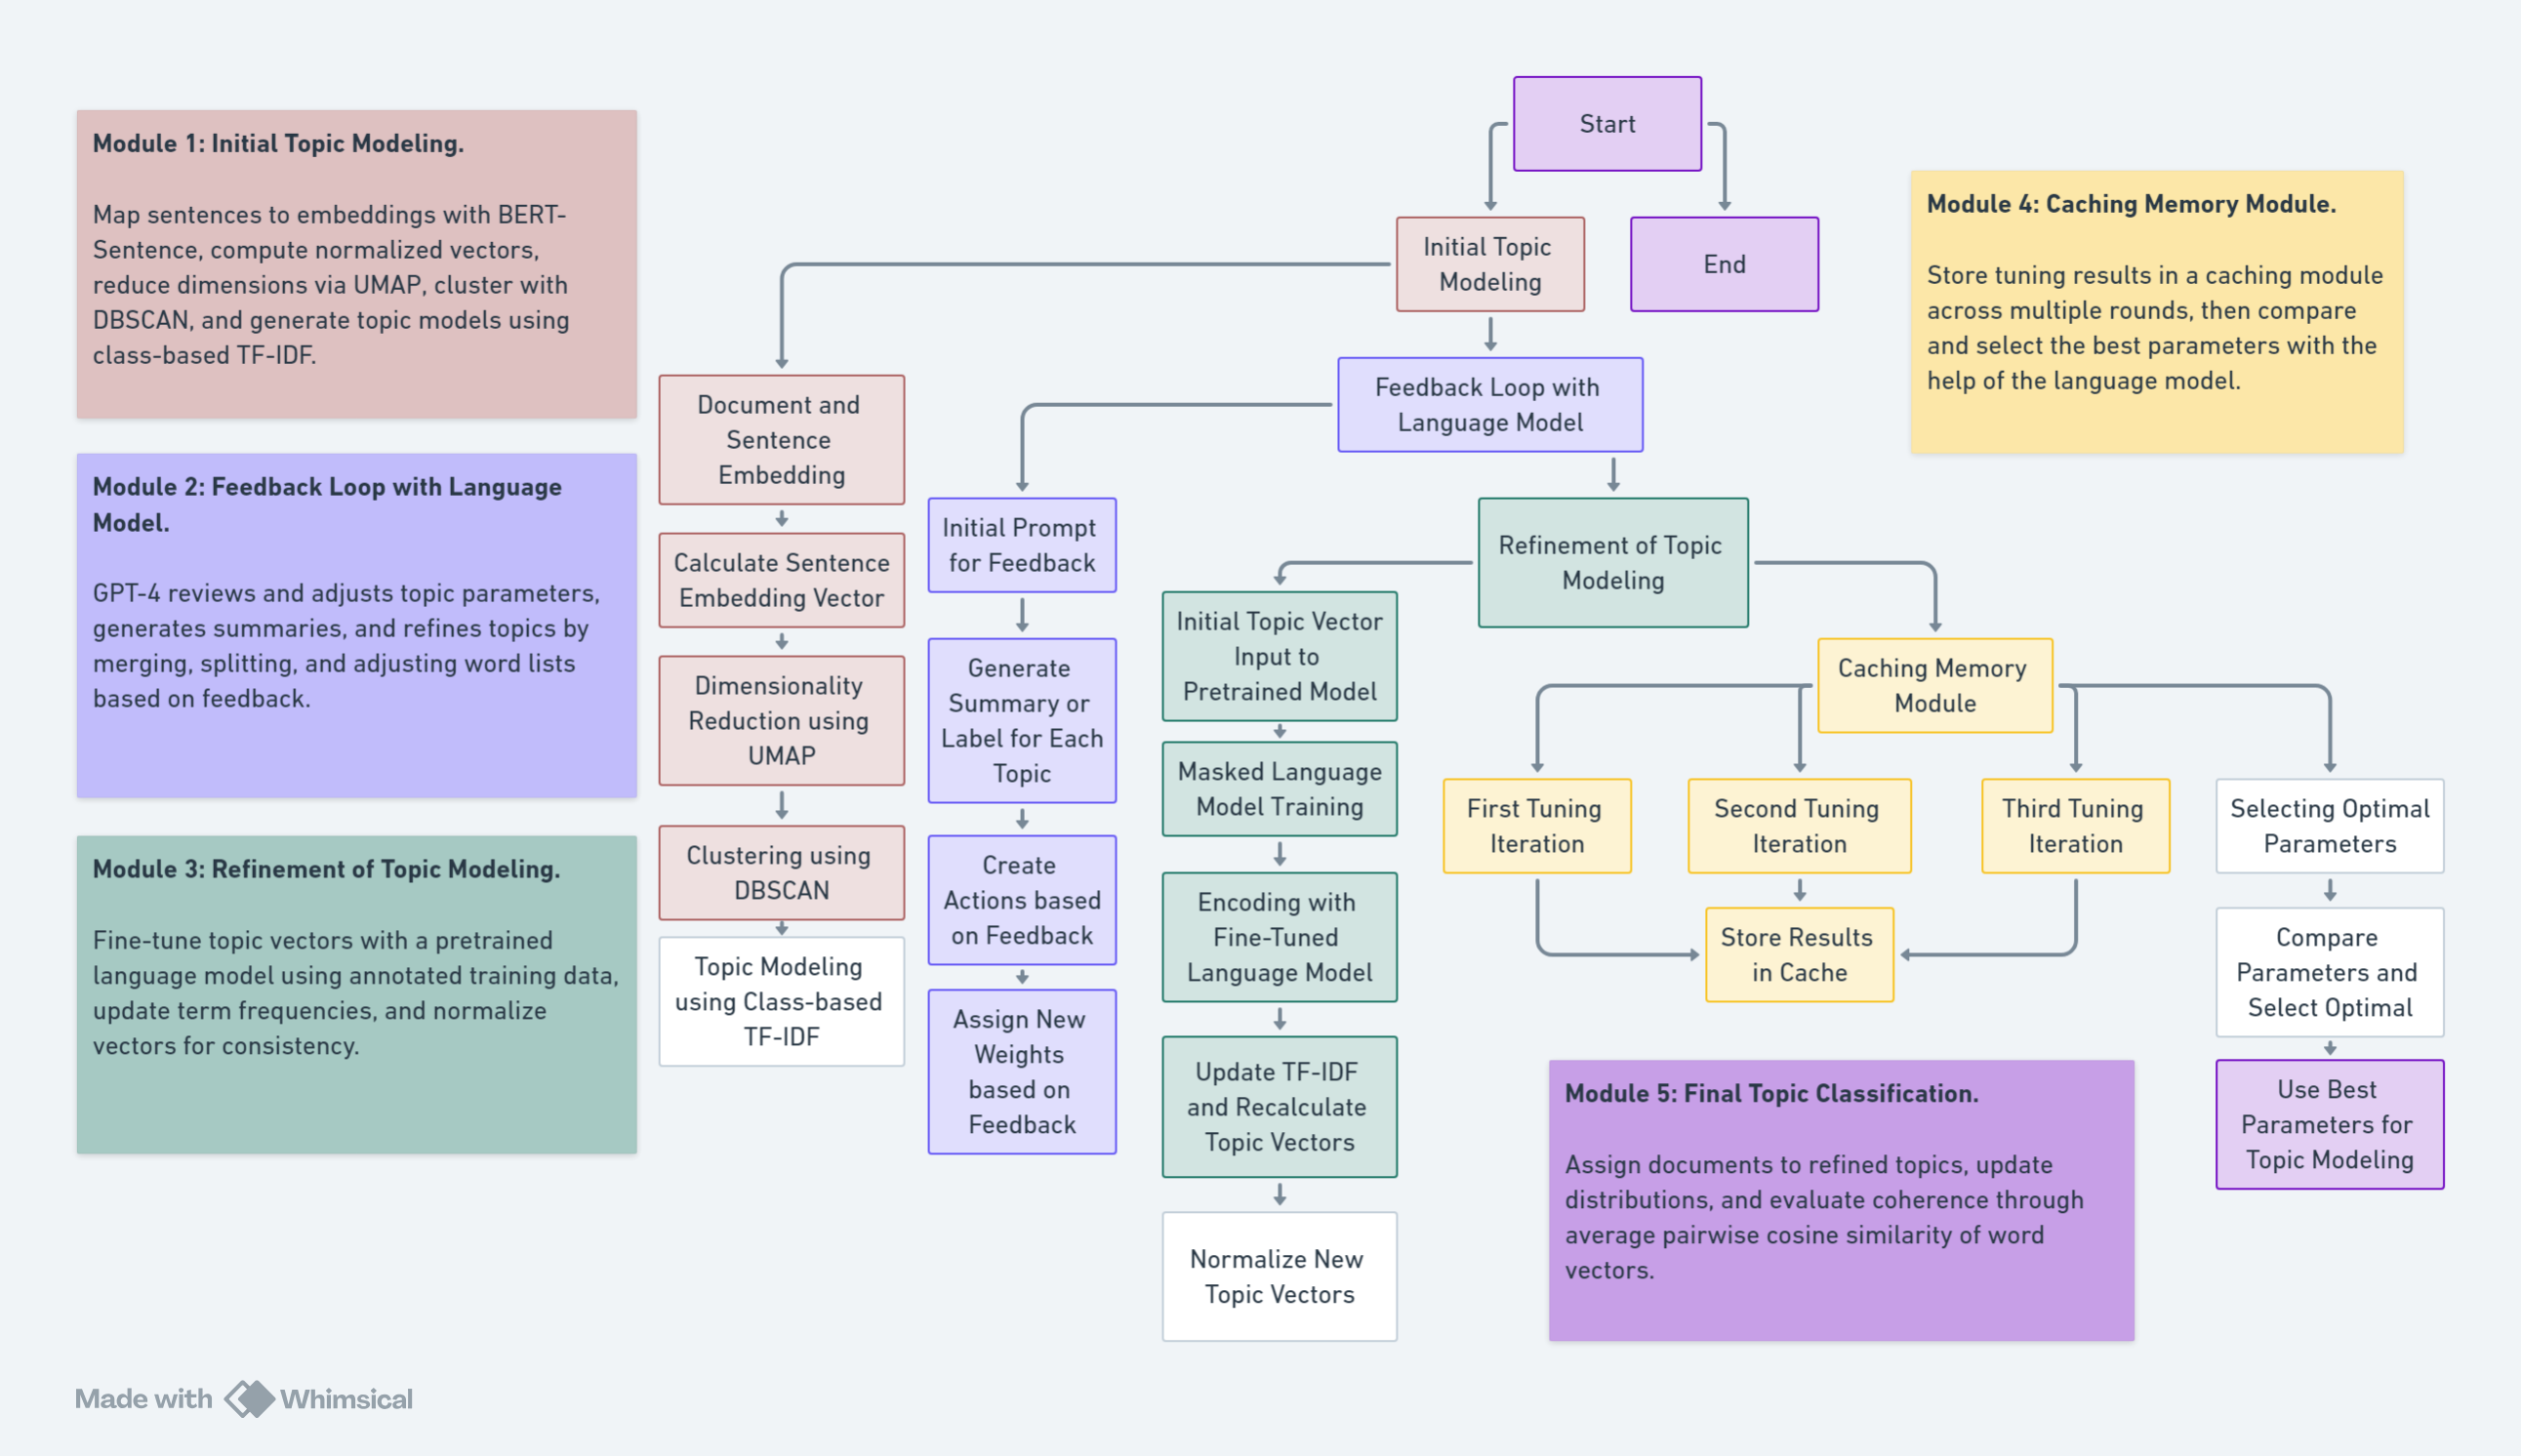 Start
Module 1: Initial Topic Modeling.
Map sentences to embeddings with BERT-
Sentence, compute normalized vectors,
reduce dimensions via UMAP, cluster with
DBSCAN, and generate topic models using
class-based TF-IDF.
Initial Topic
Modeling
End
Module 4: Caching Memory Module.
Store tuning results in a caching module
across multiple rounds, then compare
and select the best parameters with the
help of the language model.
Feedback Loop with
Language Model
Module 2: Feedback Loop with Language
Model.
GPT-4 reviews and adjusts topic parameters,
generates summaries, and refines topics by
merging, splitting, and adjusting word lists
based on feedback.
Document and
Sentence
Embedding
Calculate Sentence
Embedding Vector
Dimensionality
Reduction using
UMAP
Clustering using
DBSCAN
Topic Modeling
using Class-based
TF-IDF
Initial Prompt
for Feedback
Generate
Summary or
Label for Each
Topic
Create
Actions based
on Feedback
Assign New
Weights
based on
Feedback
Refinement of Topic
Modeling
Initial Topic Vector
Input to
Pretrained Model
Masked Language
Model Training
Encoding with
Fine-Tuned
Language Model
Update TF-IDF
and Recalculate
Topic Vectors
Normalize New
Topic Vectors
Caching Memory
Module
First Tuning
Iteration
Second Tuning
Iteration
Third Tuning
Iteration
Store Results
in Cache
Selecting Optimal
Parameters
Compare
Parameters and
Select Optimal
Use Best
Parameters for
Topic Modeling
Module 3: Refinement of Topic Modeling.
Fine-tune topic vectors with a pretrained
language model using annotated training data,
update term frequencies, and normalize
vectors for consistency.
Module 5: Final Topic Classification.
Assign documents to refined topics, update
distributions, and evaluate coherence through
average pairwise cosine similarity of word
vectors.
Made with Whimsical